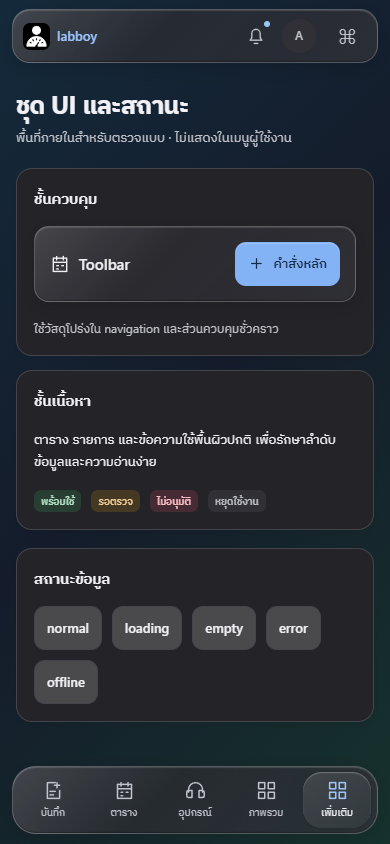 labboy
A
ชุด UI และสถานะ
พื้นที่ภายในสำหรับตรวจแบบ · ไม่แสดงในเมนูผู้ใช้งาน
ชั้นควบคุม
Toolbar
คำสั่งหลัก
ใช้วัสดุโปร่งใน navigation และส่วนควบคุมชั่วคราว
ชั้นเนื้อหา
ตาราง รายการ และข้อความใช้พื้นผิวปกติ เพื่อรักษาลำดับ
ข้อมูลและความอ่านง่าย
พร้อมใช้ รอตรวจ ไม่อนุมัติ หยุดใช้งาน
สถานะข้อมูล
normal loading empty error
offline
บันทึก ตาราง อุปกรณ์ ภาพรวม เพิ่มเติม